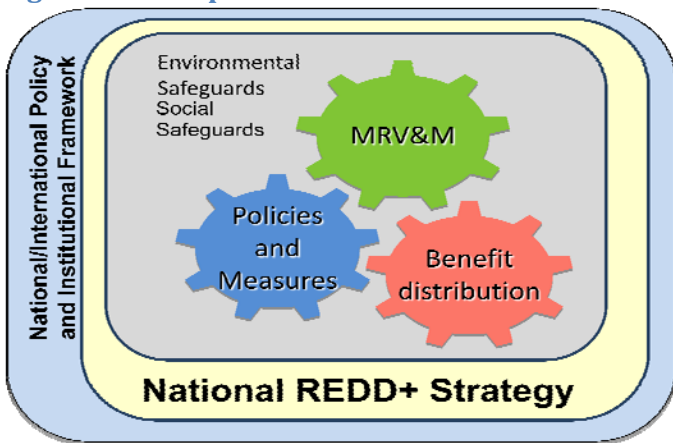 National/International Policy
and Institutional Framework
Environmental
Safeguards
Social
Safeguards
MRV&M
Policies
and
Measures
Benefit
distribution
National REDD+ Strategy